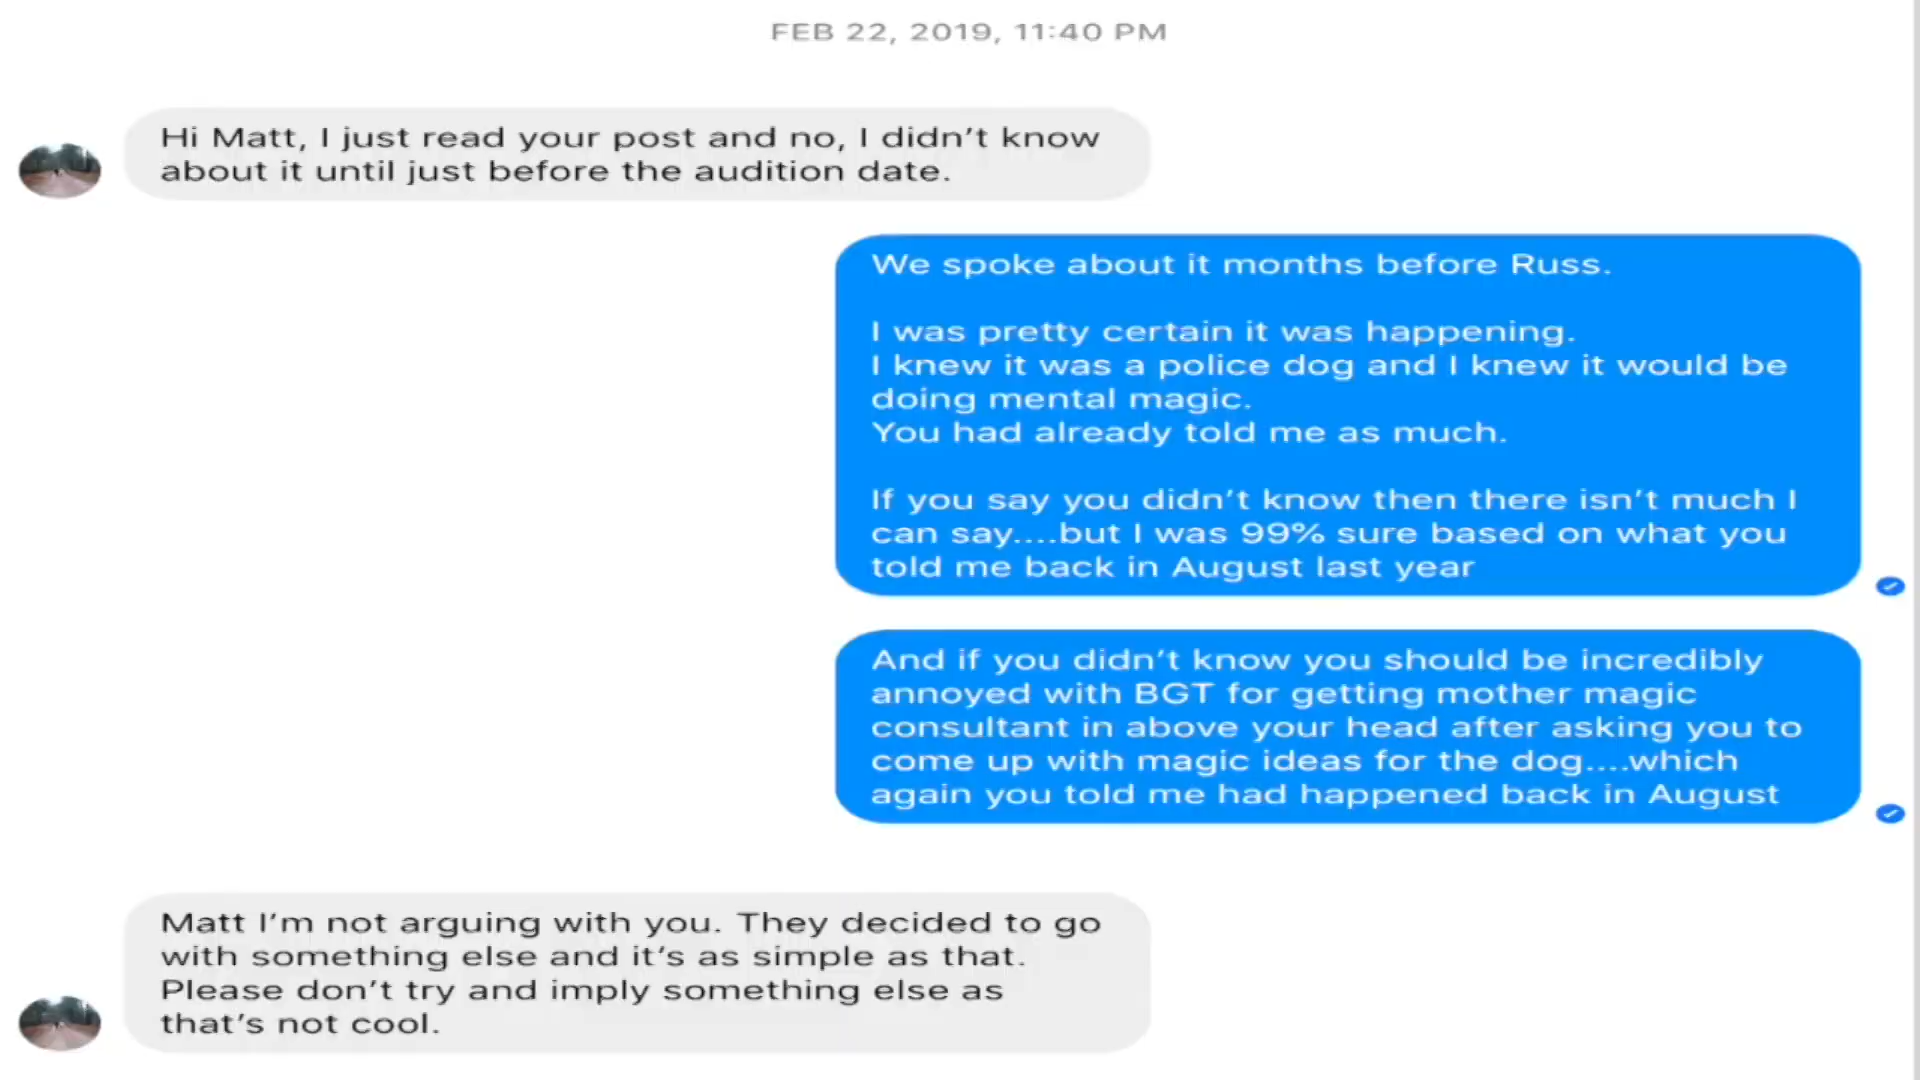 FEB 22, 2019, 11:40 PM
Hi Matt, I just read your post and no, I didn't know
about it until just before the audition date.
We spoke about it months before Russ.
I was pretty certain it was happening.
I knew it was a police dog and I knew it would be
doing mental magic.
You had already told me as much.
If you say you didn't know then there isn't much I
can say....but I was 99% sure based on what you
told me back in August last year
And if you didn't know you should be incredibly
annoyed with BGT for getting mother magic
consultant in above your head after asking you to
come up with magic ideas for the dog....which
again you told me had happened back in August
Matt I'm not arguing with you. They decided to go
with something else and it's as simple as that.
Please don't try and imply something else as
that's not cool.